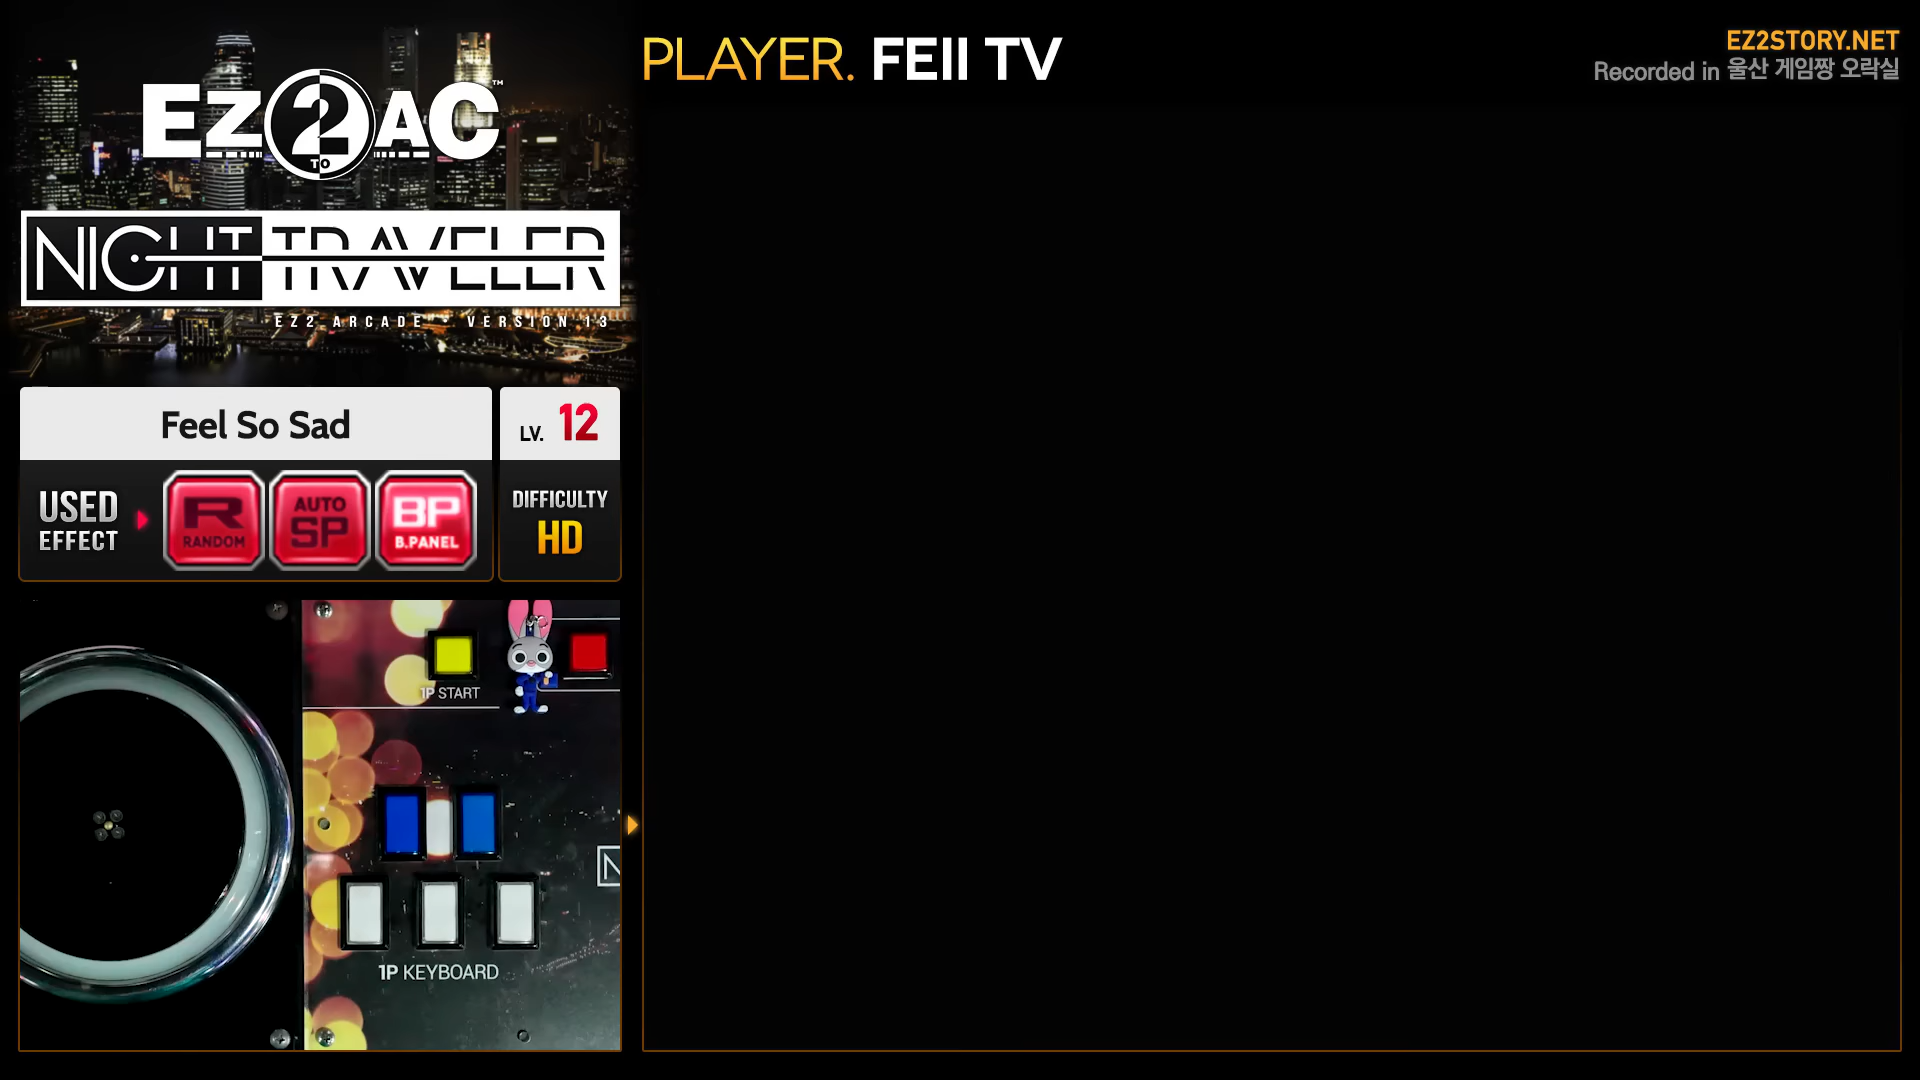 EZ2AC™
TO
NIGHT TRAVELER
EZ2 ARCADE • VERSION 13
Feel So Sad
LV. 12
USED
EFFECT
R
RANDOM
AUTO
SP
BP
B.PANEL
DIFFICULTY
HD
1P START
N
1P KEYBOARD
PLAYER. FEII TV
EZ2STORY.NET
Recorded in 울산 게임짱 오락실